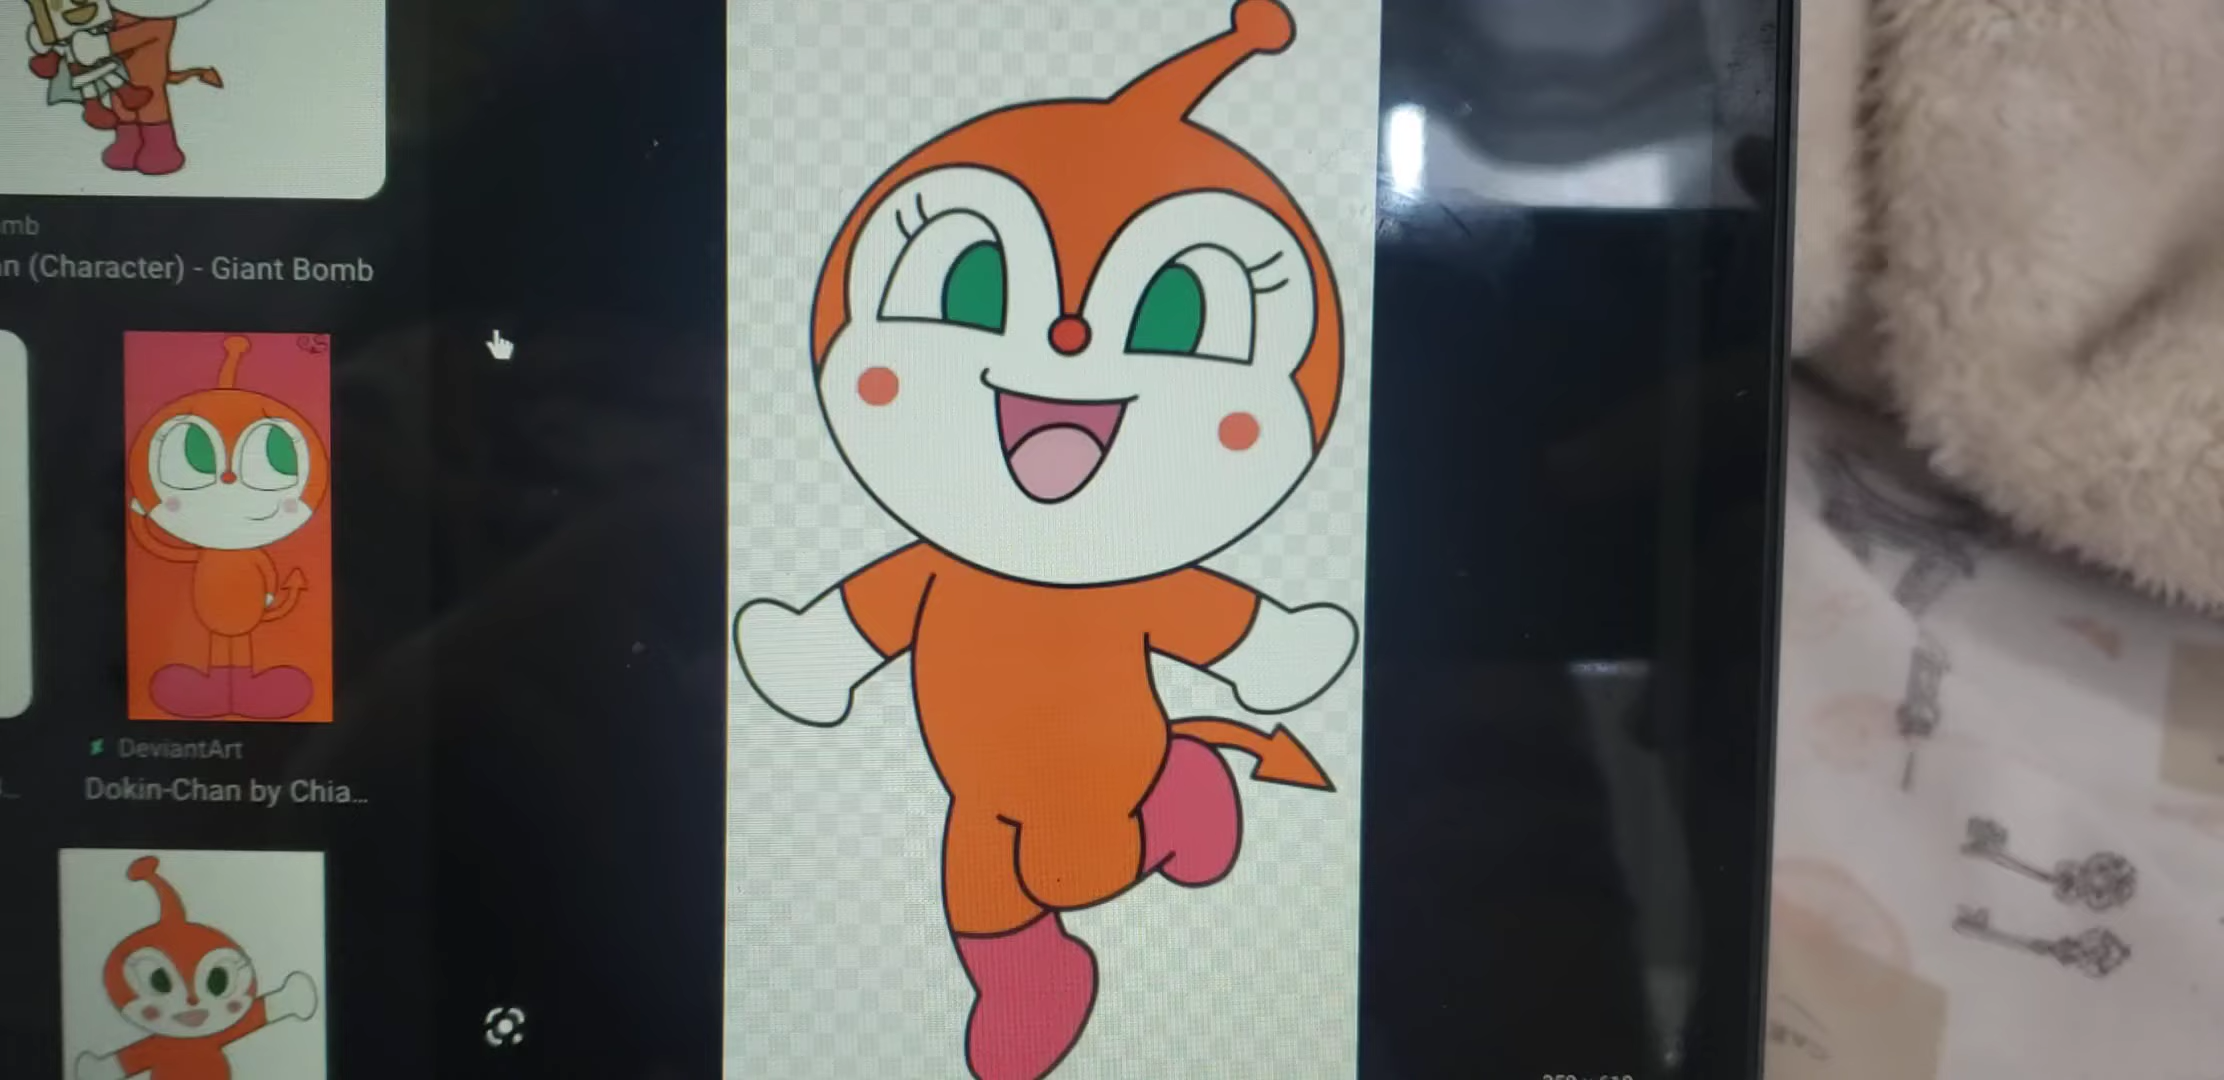 mb
n (Character) - Giant Bomb
DeviantArt
Dokin-Chan by Chia...